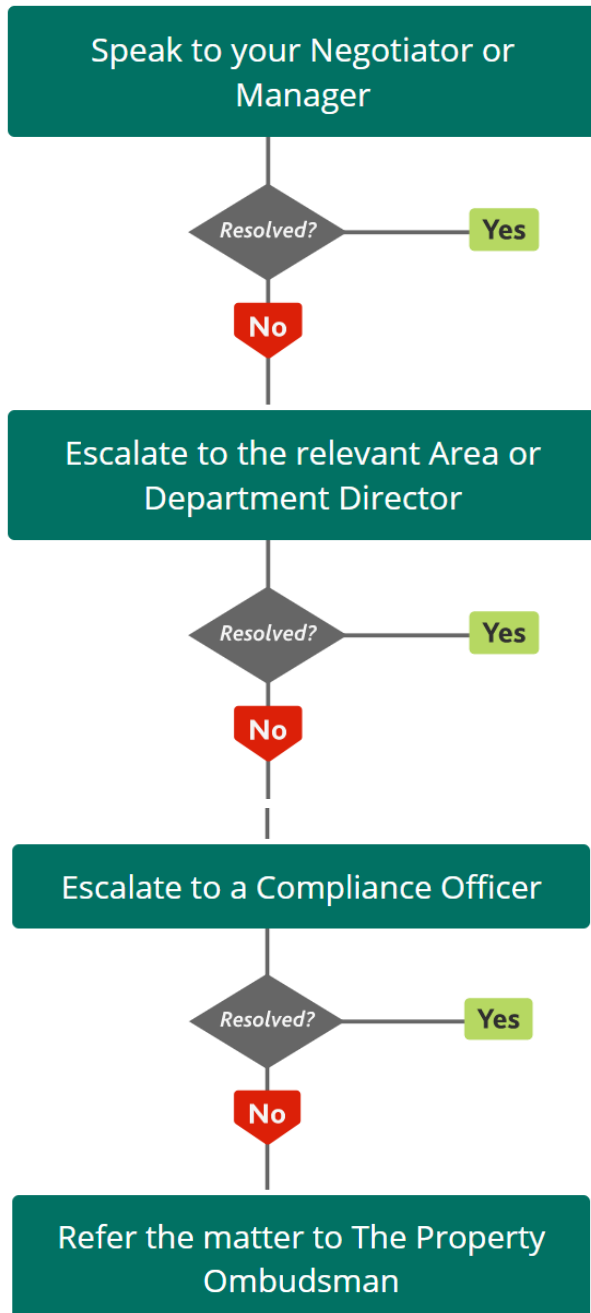 Speak to your Negotiator or
Manager
Resolved?
Yes
No
Escalate to the relevant Area or
Department Director
Resolved?
Yes
No
Escalate to a Compliance Officer
Resolved?
Yes
No
Refer the matter to The Property
Ombudsman